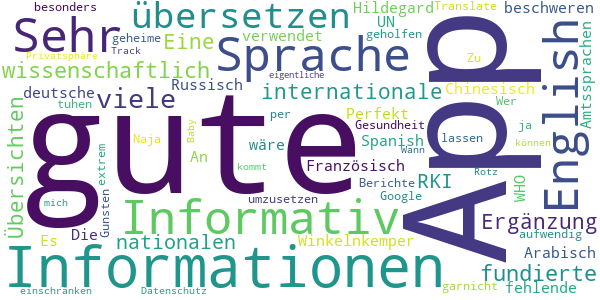 besonders
übersetzen
Hildegard
Translate
beschweren
Sehr
Eine
geheime
Track
verwendet
UN
geholfen
Privatsphäre
Sprache
eigentliche
Zu
App
English
Amtssprachen
wissenschaftlich
Russisch
internationale
Chinesisch
deutsche
viele
tuhen
Übersichten
gute
per
Perfekt
Wer
Gesundheit
ja
Naja
Baby
wäre
Spanish
Wann
lassen
können
extrem
An
kommt
Französisch
Rotz
Berichte
RKI
WHO
mich
Gunsten
umzusetzen
Google
Informativ
Ergänzung
Es
Die
nationalen
Winkelnkemper
aufwendig
Arabisch
Informationen
fundierte
garnicht
fehlende
einschränken
Datenschutz